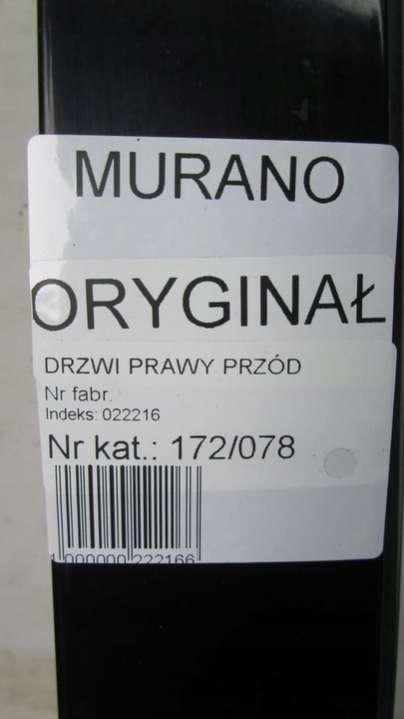 MURANO
ORYGINAŁ
DRZWI PRAWY PRZÓD
Nr fabr.
Indeks: 022216
Nr kat.: 172/078
1 000000 222166